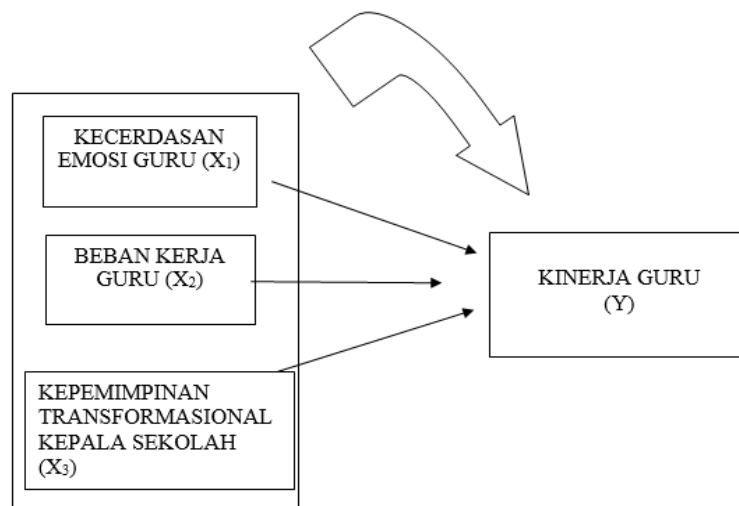 KECERDASAN
EMOSI GURU (X₁)
BEBAN KERJA
GURU (X₂)
KEPEMIMPINAN
TRANSFORMASIONAL
KEPALA SEKOLAH
(X₃)
KINERJA GURU
(Y)